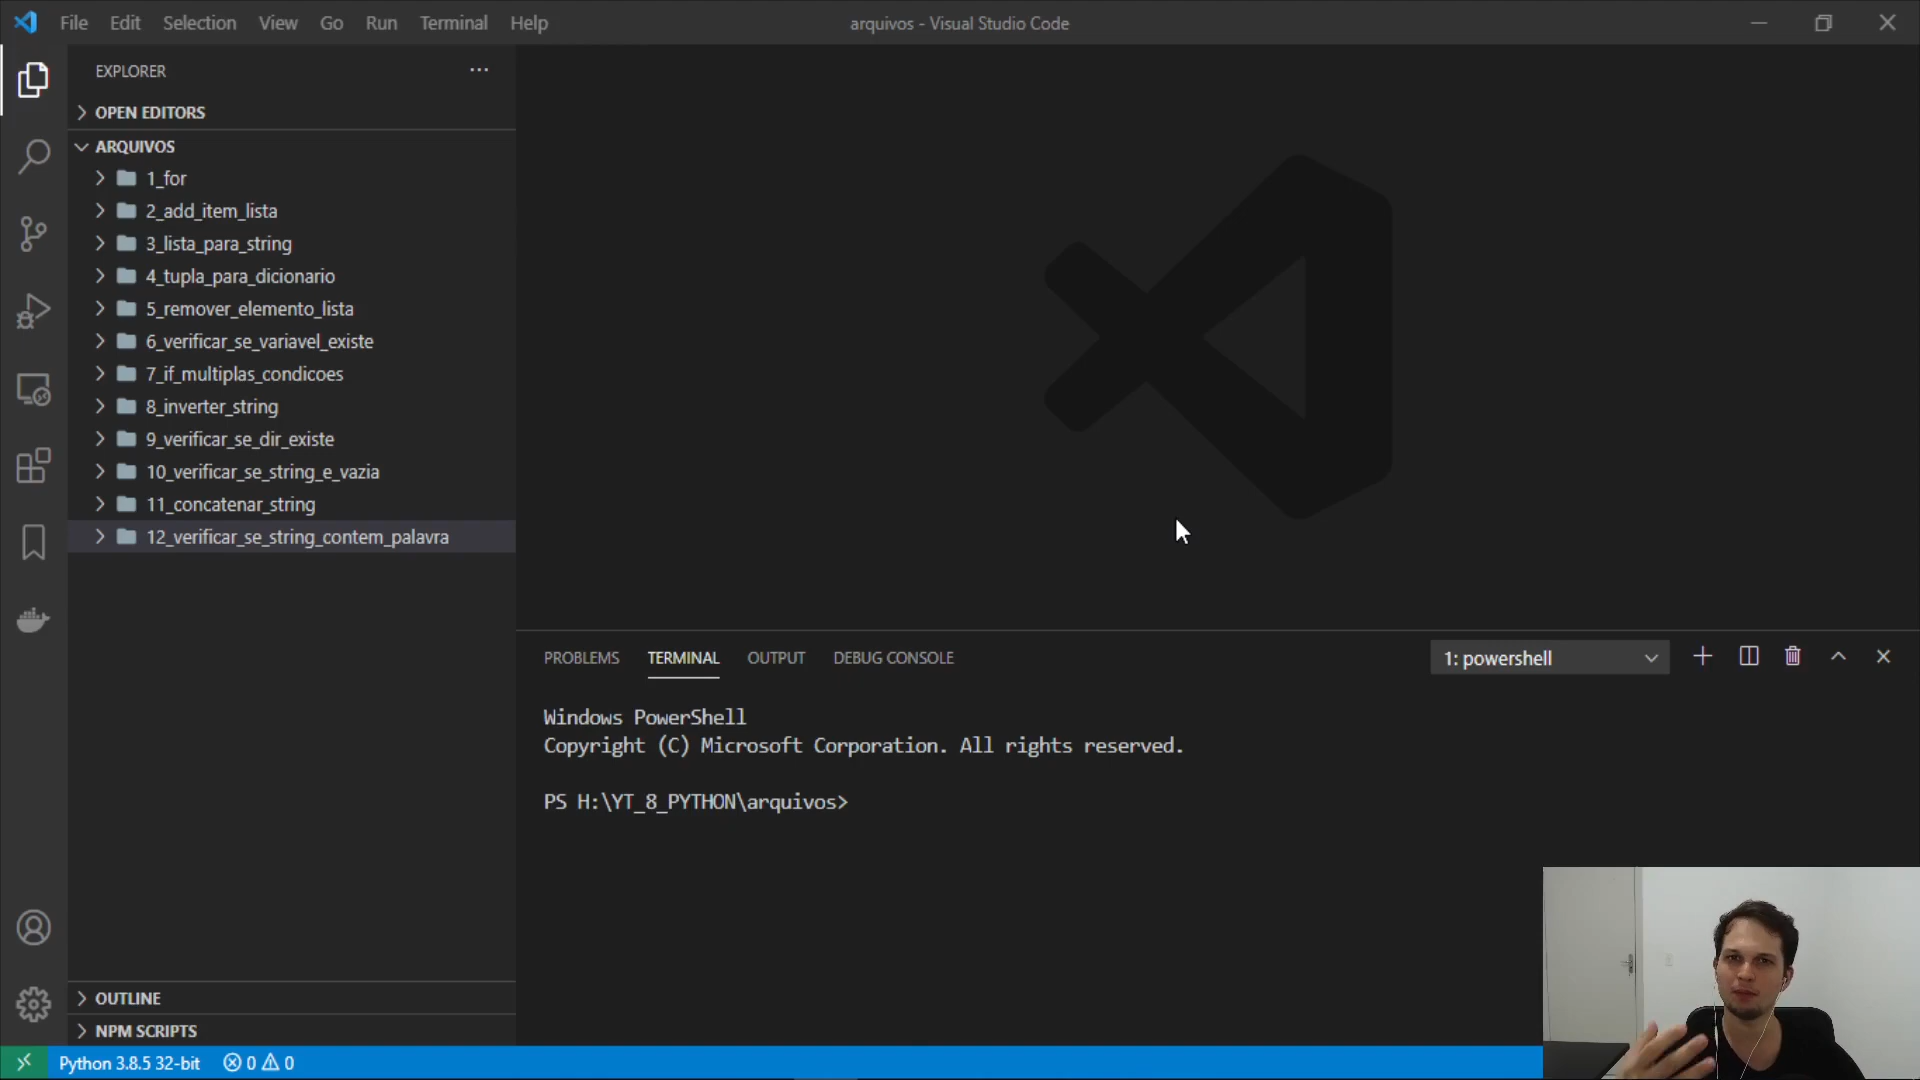 File Edit Selection View Go Run Terminal Help
arquivos - Visual Studio Code
EXPLORER
OPEN EDITORS
ARQUIVOS
1_for
2_add_item_lista
3_lista_para_string
4_tupla_para_dicionario
5_remover_elemento_lista
6_verificar_se_variavel_existe
7_if_multiplas_condicoes
8_inverter_string
9_verificar_se_dir_existe
10_verificar_se_string_e_vazia
11_concatenar_string
12_verificar_se_string_contem_palavra
OUTLINE
NPM SCRIPTS
PROBLEMS TERMINAL OUTPUT DEBUG CONSOLE
1: powershell
Windows PowerShell
Copyright (C) Microsoft Corporation. All rights reserved.
PS H:\YT_8_PYTHON\arquivos>
Python 3.8.5 32-bit 0 0